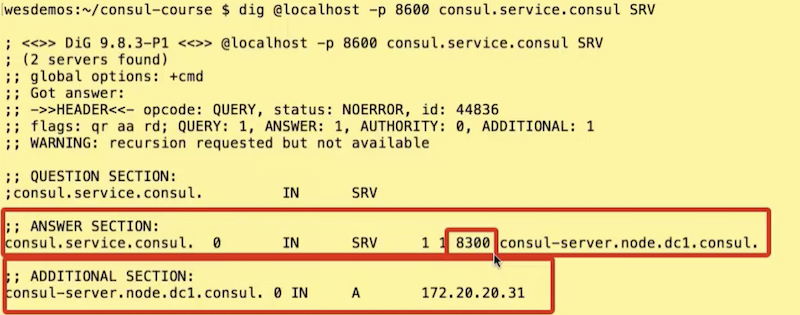 wesdemos:~/consul-course $ dig @localhost -p 8600 consul.service.consul SRV
; <<>> DiG 9.8.3-P1 <<>> @localhost -p 8600 consul.service.consul SRV
; (2 servers found)
;; global options: +cmd
;; Got answer:
;; ->>HEADER<<- opcode: QUERY, status: NOERROR, id: 44836
;; flags: qr aa rd; QUERY: 1, ANSWER: 1, AUTHORITY: 0, ADDITIONAL: 1
;; WARNING: recursion requested but not available
;; QUESTION SECTION:
;consul.service.consul. IN SRV
;; ANSWER SECTION:
consul.service.consul. 0 IN SRV 1 1 8300 consul-server.node.dc1.consul.
;; ADDITIONAL SECTION:
consul-server.node.dc1.consul. 0 IN A 172.20.20.31